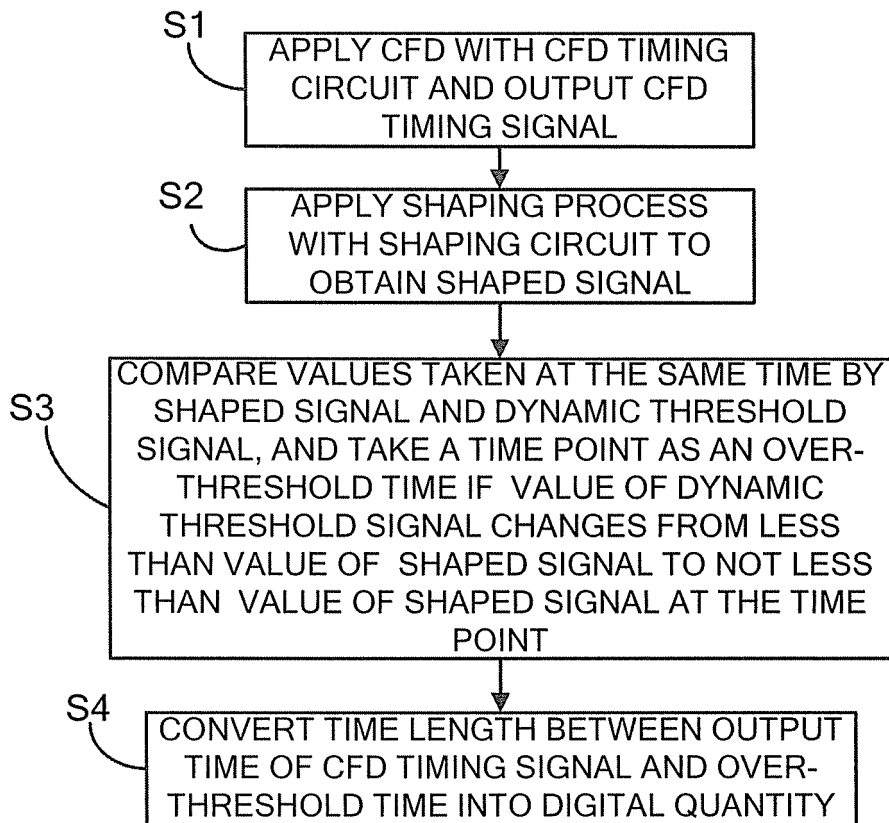 S1
APPLY CFD WITH CFD TIMING
CIRCUIT AND OUTPUT CFD
TIMING SIGNAL
S2
APPLY SHAPING PROCESS
WITH SHAPING CIRCUIT TO
OBTAIN SHAPED SIGNAL
S3
COMPARE VALUES TAKEN AT THE SAME TIME BY
SHAPED SIGNAL AND DYNAMIC THRESHOLD
SIGNAL, AND TAKE A TIME POINT AS AN OVER-
THRESHOLD TIME IF VALUE OF DYNAMIC
THRESHOLD SIGNAL CHANGES FROM LESS
THAN VALUE OF SHAPED SIGNAL TO NOT LESS
THAN VALUE OF SHAPED SIGNAL AT THE TIME
POINT
S4
CONVERT TIME LENGTH BETWEEN OUTPUT
TIME OF CFD TIMING SIGNAL AND OVER-
THRESHOLD TIME INTO DIGITAL QUANTITY